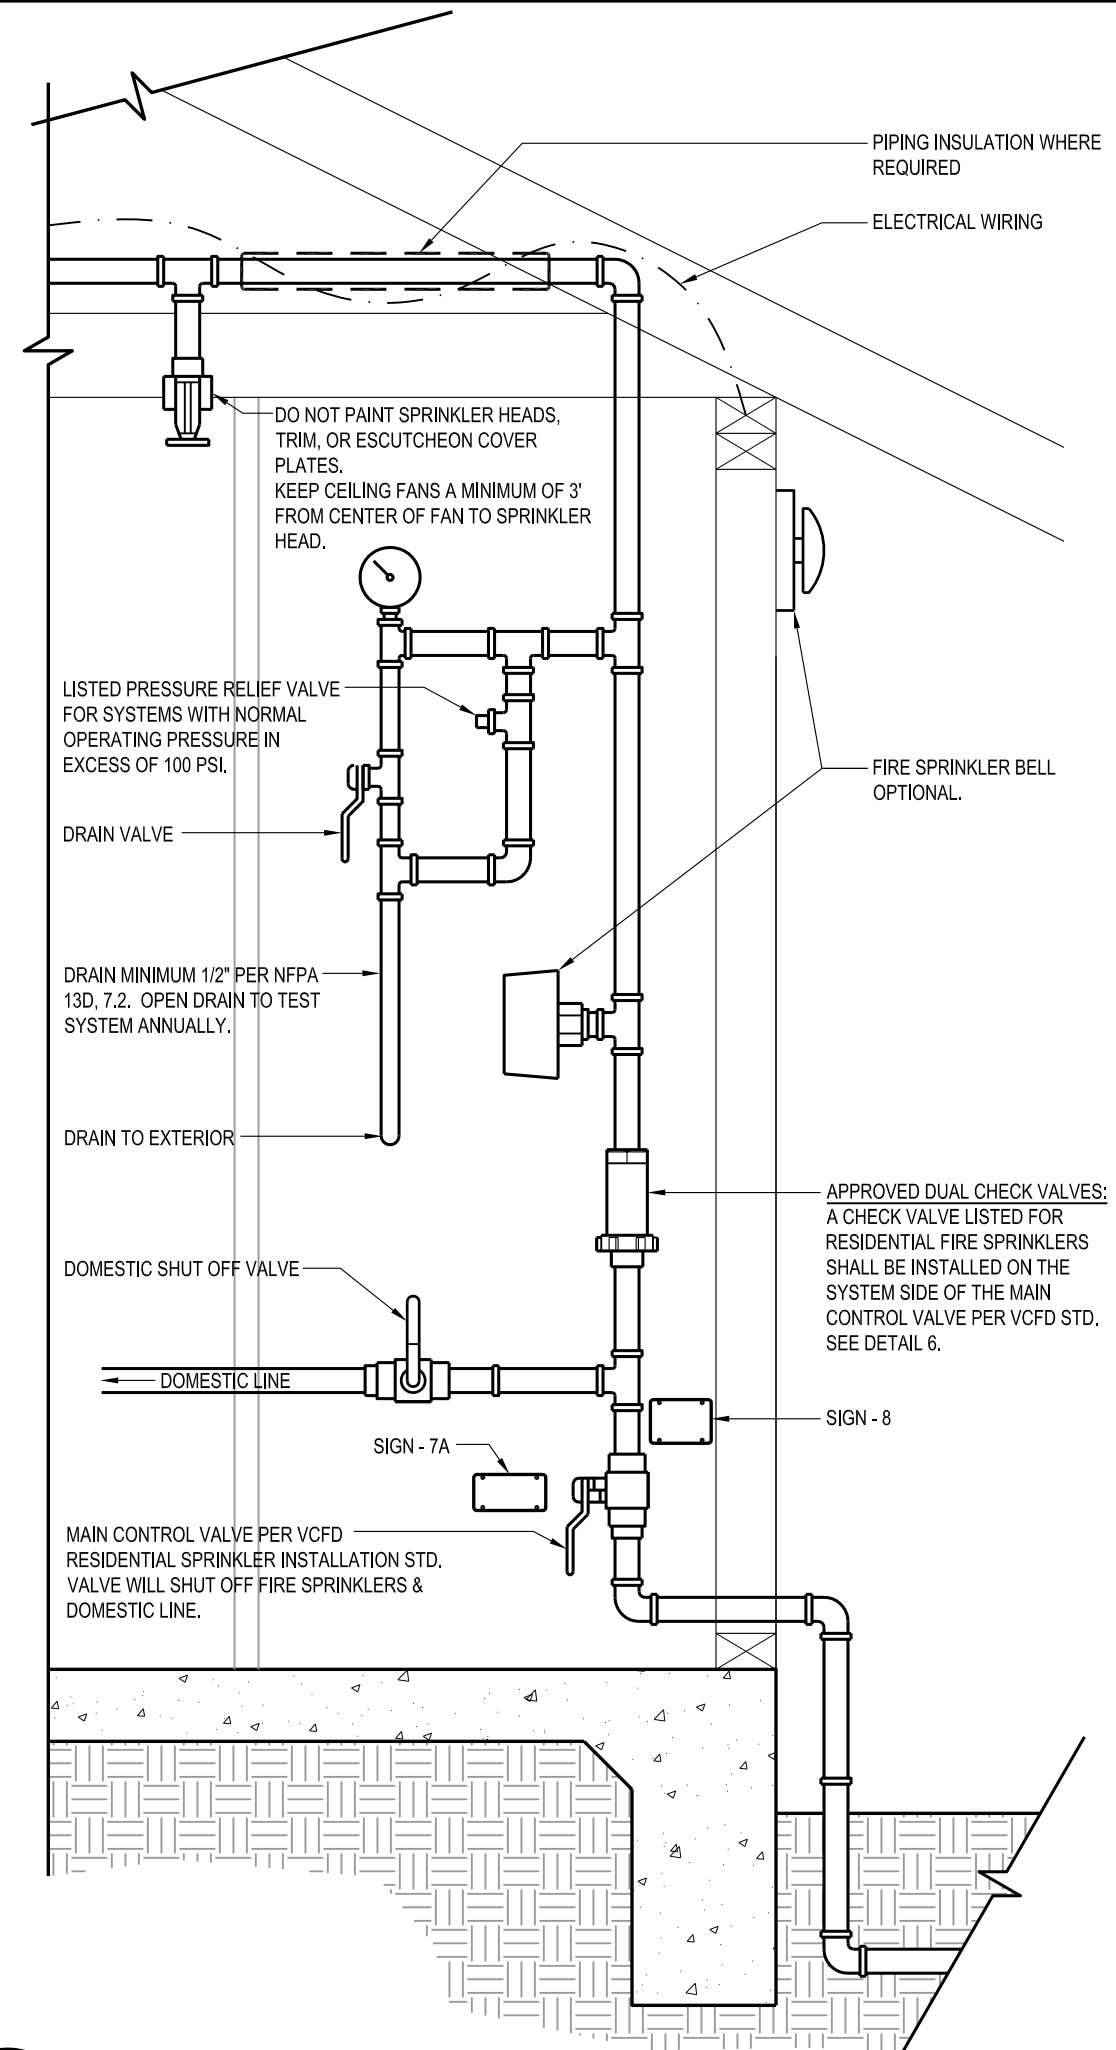 PIPING INSULATION WHERE
REQUIRED
ELECTRICAL WIRING
DO NOT PAINT SPRINKLER HEADS,
TRIM, OR ESCUTCHEON COVER
PLATES.
KEEP CEILING FANS A MINIMUM OF 3'
FROM CENTER OF FAN TO SPRINKLER
HEAD.
LISTED PRESSURE RELIEF VALVE
FOR SYSTEMS WITH NORMAL
OPERATING PRESSURE IN
EXCESS OF 100 PSI.
FIRE SPRINKLER BELL
OPTIONAL.
DRAIN VALVE
DRAIN MINIMUM 1/2" PER NFPA
13D, 7.2. OPEN DRAIN TO TEST
SYSTEM ANNUALLY.
DRAIN TO EXTERIOR
APPROVED DUAL CHECK VALVES:
A CHECK VALVE LISTED FOR
RESIDENTIAL FIRE SPRINKLERS
SHALL BE INSTALLED ON THE
SYSTEM SIDE OF THE MAIN
CONTROL VALVE PER VCFD STD.
SEE DETAIL 6.
DOMESTIC SHUT OFF VALVE
DOMESTIC LINE
SIGN - 8
SIGN - 7A
MAIN CONTROL VALVE PER VCFD
RESIDENTIAL SPRINKLER INSTALLATION STD.
VALVE WILL SHUT OFF FIRE SPRINKLERS &
DOMESTIC LINE.